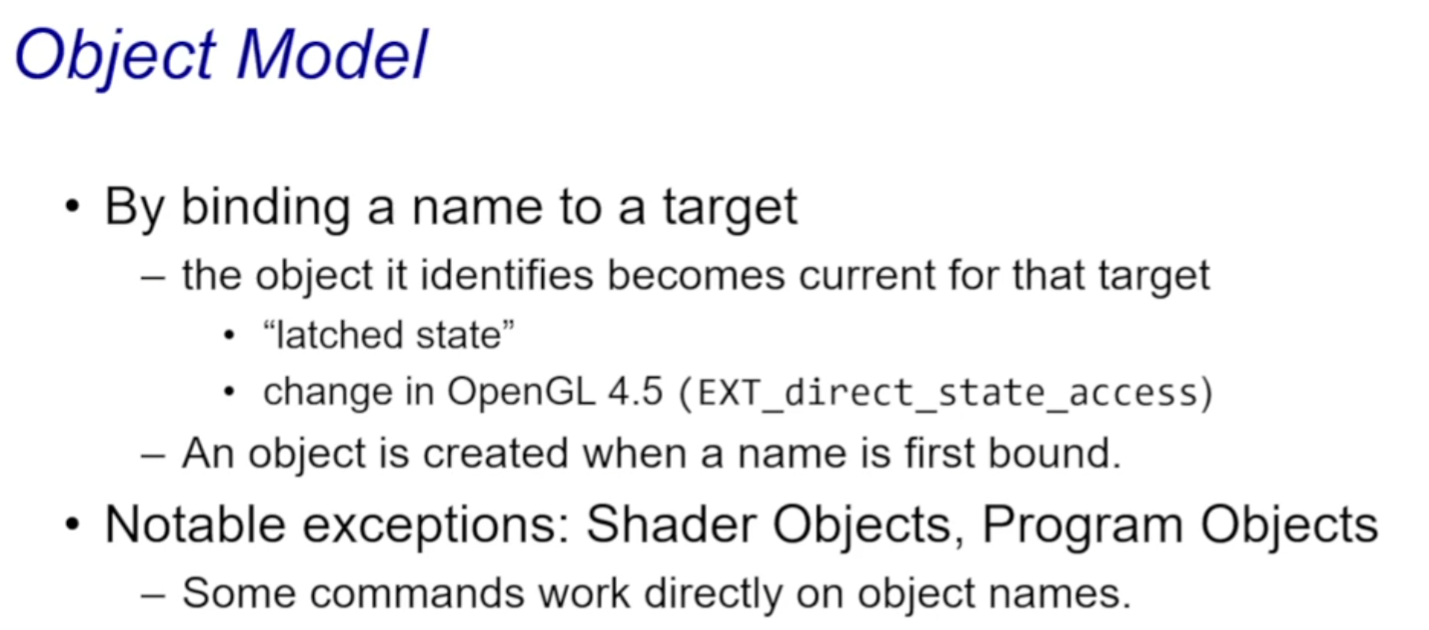 Object Model
• By binding a name to a target
– the object it identifies becomes current for that target
• “latched state”
• change in OpenGL 4.5 (EXT_direct_state_access)
– An object is created when a name is first bound.
• Notable exceptions: Shader Objects, Program Objects
– Some commands work directly on object names.